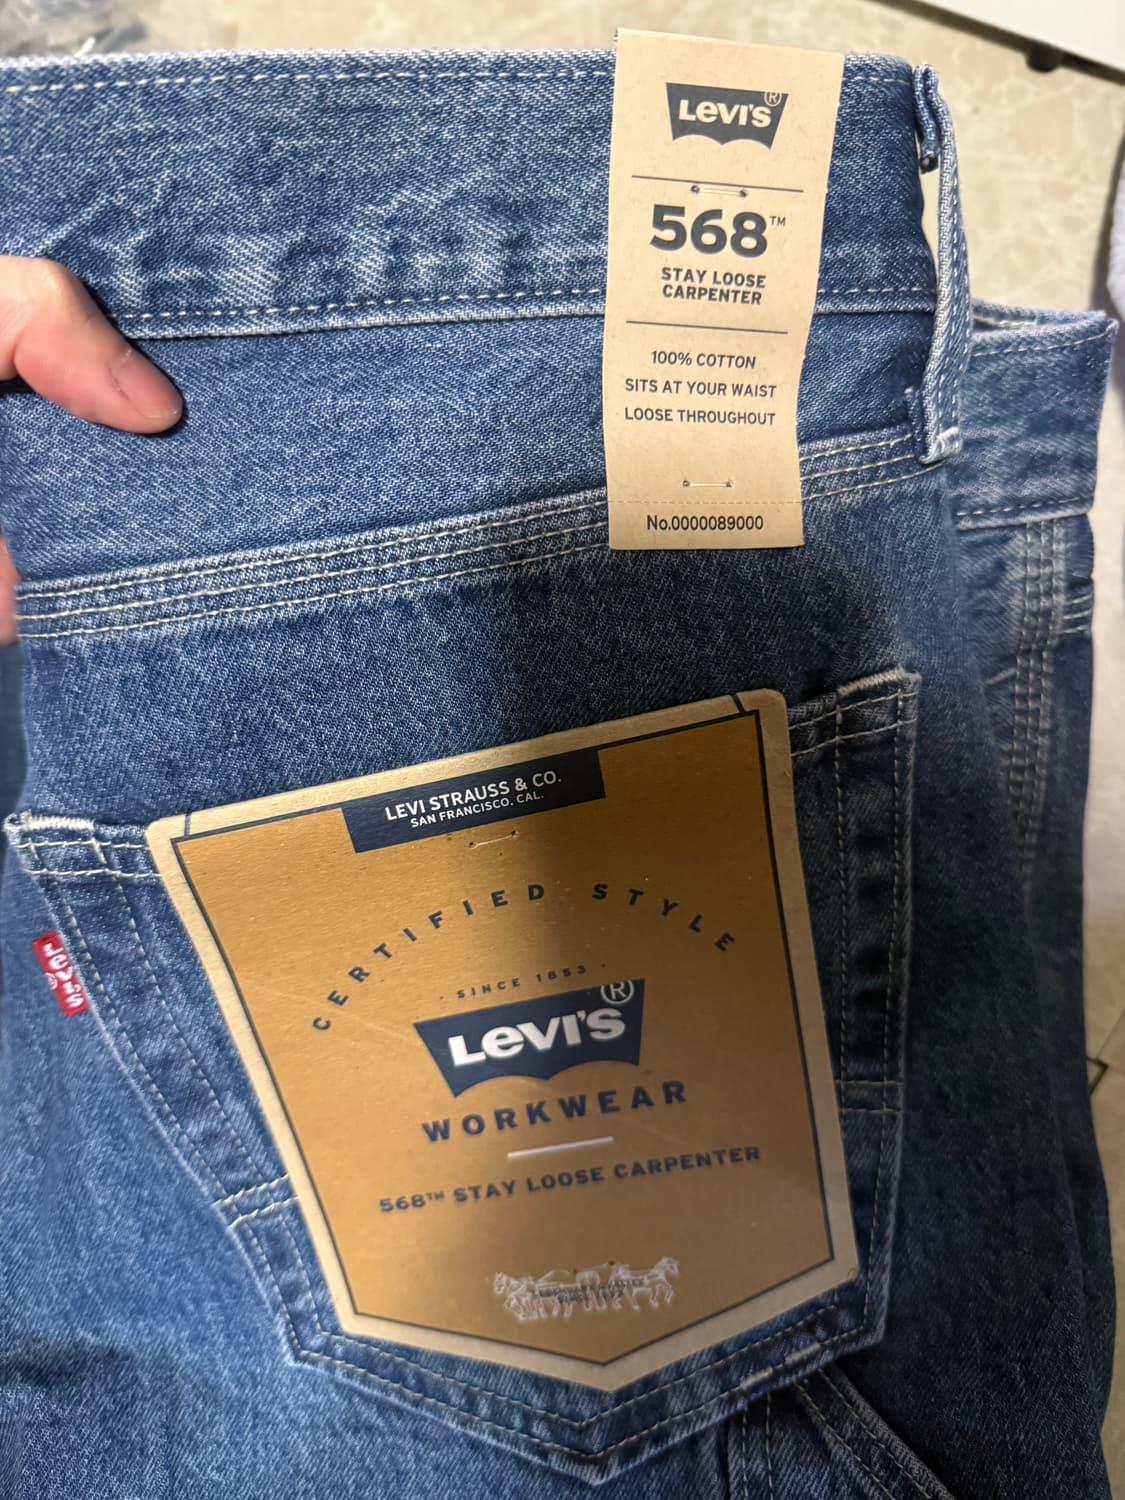 Levi's®
568™
STAY LOOSE
CARPENTER
100% COTTON
SITS AT YOUR WAIST
LOOSE THROUGHOUT
No.0000089000
LEVI STRAUSS & CO.
SAN FRANCISCO. CAL.
CERTIFIED STYLE
· SINCE 1853 ·
Levi's®
WORKWEAR
568™ STAY LOOSE CARPENTER
Levi's®